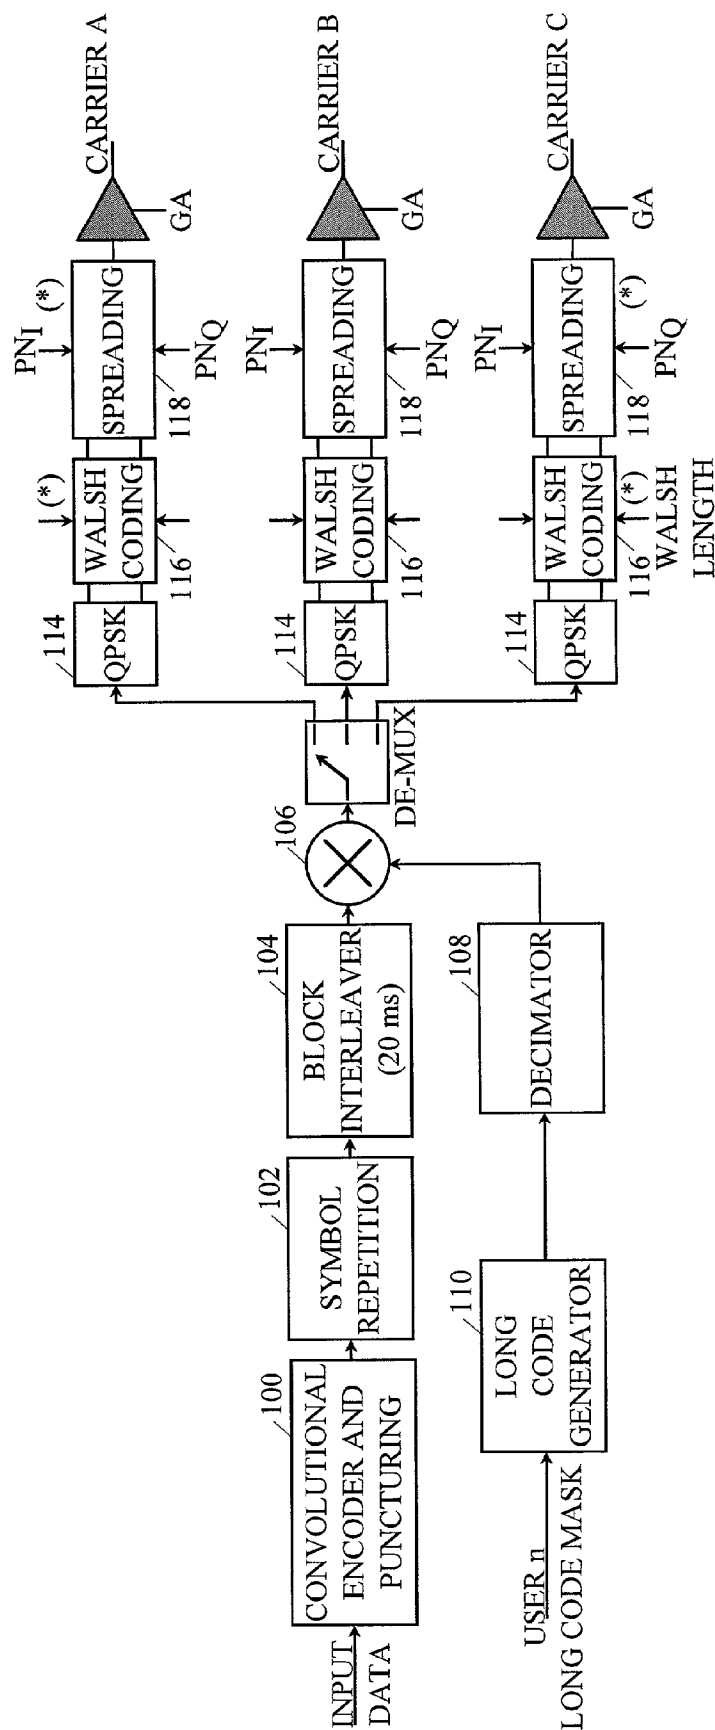 INPUT
DATA
100
CONVOLUTIONAL
ENCODER AND
PUNCTURING
102
SYMBOL
REPETITION
104
BLOCK
INTERLEAVER
(20 ms)
106
USER n
LONG CODE MASK
110
LONG
CODE
GENERATOR
108
DECIMATOR
DE-MUX
114
QPSK
(*)
WALSH
CODING
116
PNI
(*)
SPREADING
118
PNQ
GA
CARRIER A
114
QPSK
WALSH
CODING
116
PNI
SPREADING
118
PNQ
GA
CARRIER B
114
QPSK
WALSH
CODING
116
(*)
WALSH
LENGTH
PNI
SPREADING
118
(*)
PNQ
GA
CARRIER C